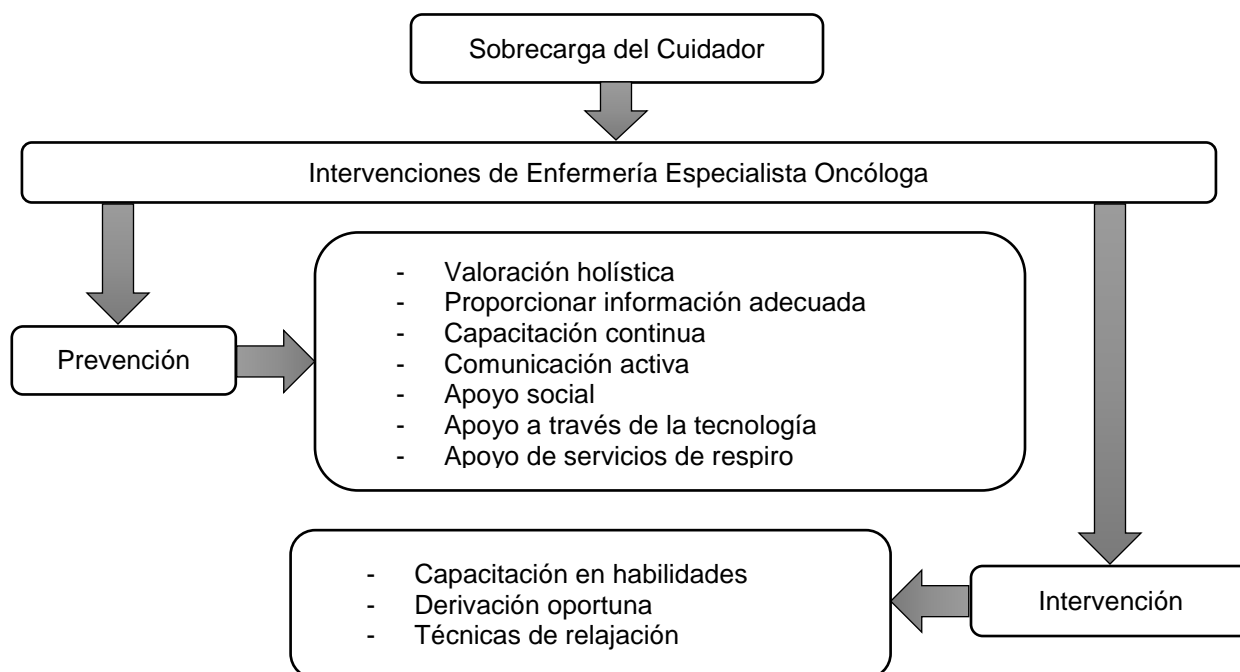 Sobrecarga del Cuidador
Intervenciones de Enfermería Especialista Oncóloga
Prevención
- Valoración holística
- Proporcionar información adecuada
- Capacitación continua
- Comunicación activa
- Apoyo social
- Apoyo a través de la tecnología
- Apoyo de servicios de respiro
- Capacitación en habilidades
- Derivación oportuna
- Técnicas de relajación
Intervención